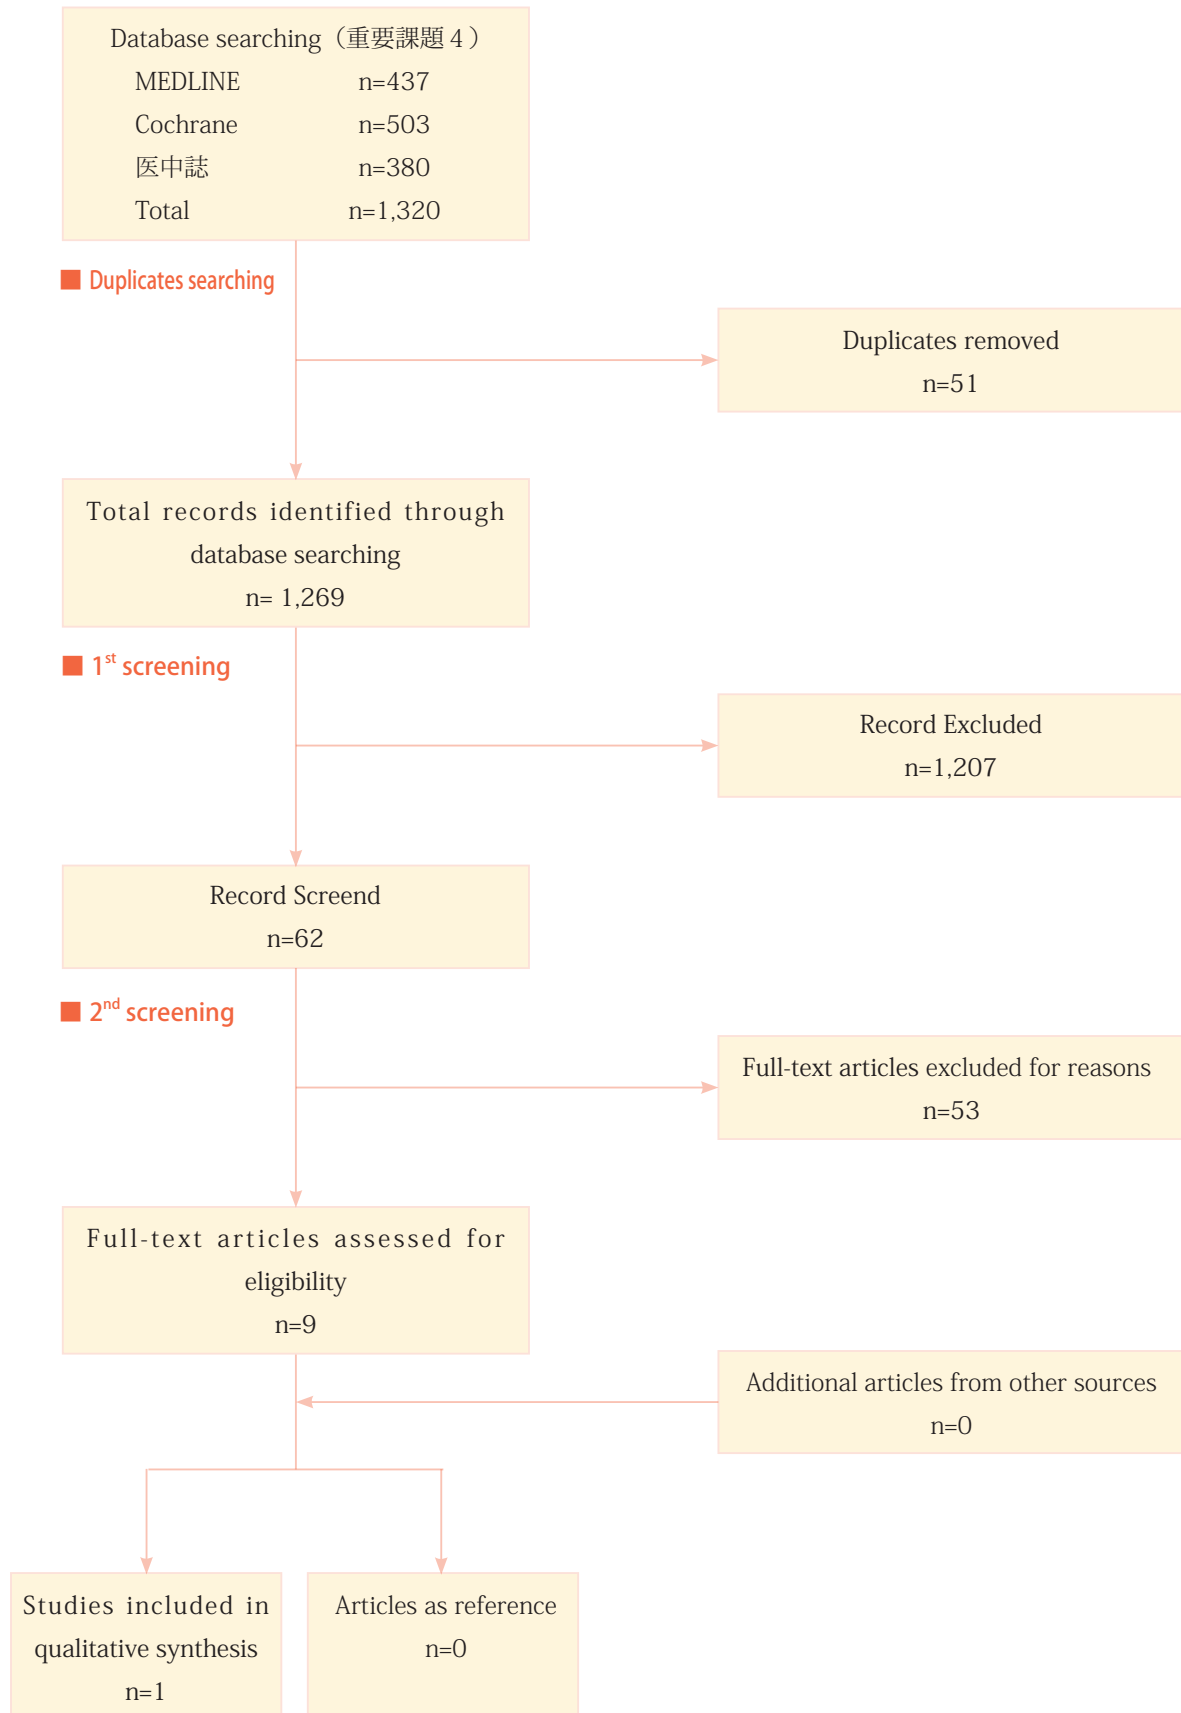 Database searching（重要課題４）
MEDLINE n=437
Cochrane n=503
医中誌 n=380
Total n=1,320
■ Duplicates searching
Duplicates removed
n=51
Total records identified through
database searching
n= 1,269
■ 1st screening
Record Excluded
n=1,207
Record Screend
n=62
■ 2nd screening
Full-text articles excluded for reasons
n=53
Full-text articles assessed for
eligibility
n=9
Additional articles from other sources
n=0
Studies included in
qualitative synthesis
n=1
Articles as reference
n=0